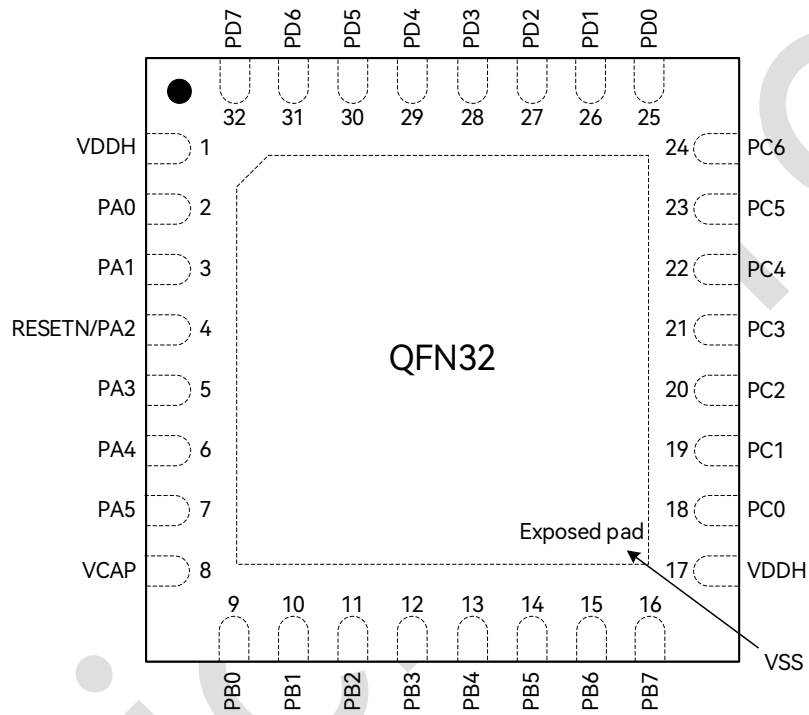 PD7 PD6 PD5 PD4 PD3 PD2 PD1 PD0
32 31 30 29 28 27 26 25
VDDH 1 24 PC6
PA0 2 23 PC5
PA1 3 22 PC4
RESETN/PA2 4 21 PC3
QFN32
PA3 5 20 PC2
PA4 6 19 PC1
PA5 7 18 PC0
Exposed pad
VCAP 8 17 VDDH
9 10 11 12 13 14 15 16
VSS
PB0 PB1 PB2 PB3 PB4 PB5 PB6 PB7